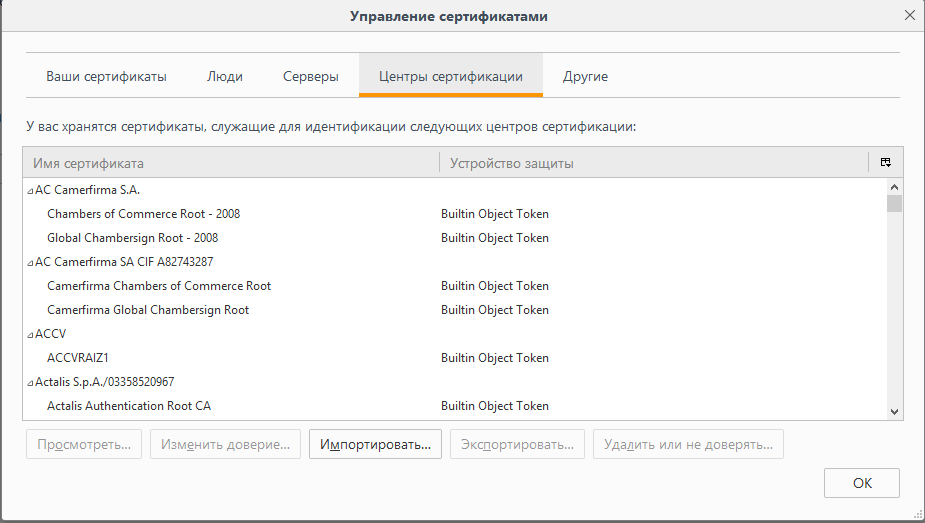 Управление сертификатами
Ваши сертификаты Люди Серверы Центры сертификации Другие
У вас хранятся сертификаты, служащие для идентификации следующих центров сертификации:
Имя сертификата Устройство защиты
AC Camerfirma S.A.
Chambers of Commerce Root - 2008 Builtin Object Token
Global Chambersign Root - 2008 Builtin Object Token
AC Camerfirma SA CIF A82743287
Camerfirma Chambers of Commerce Root Builtin Object Token
Camerfirma Global Chambersign Root Builtin Object Token
ACCV
ACCVRAIZ1 Builtin Object Token
Actalis S.p.A./03358520967
Actalis Authentication Root CA Builtin Object Token
Просмотреть... Изменить доверие... Импортировать... Экспортировать... Удалить или не доверять...
ОК